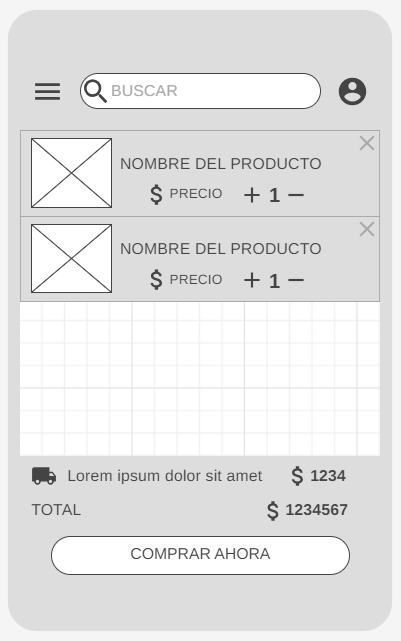 BUSCAR
NOMBRE DEL PRODUCTO
$ PRECIO + 1 −
NOMBRE DEL PRODUCTO
$ PRECIO + 1 −
Lorem ipsum dolor sit amet $ 1234
TOTAL $ 1234567
COMPRAR AHORA